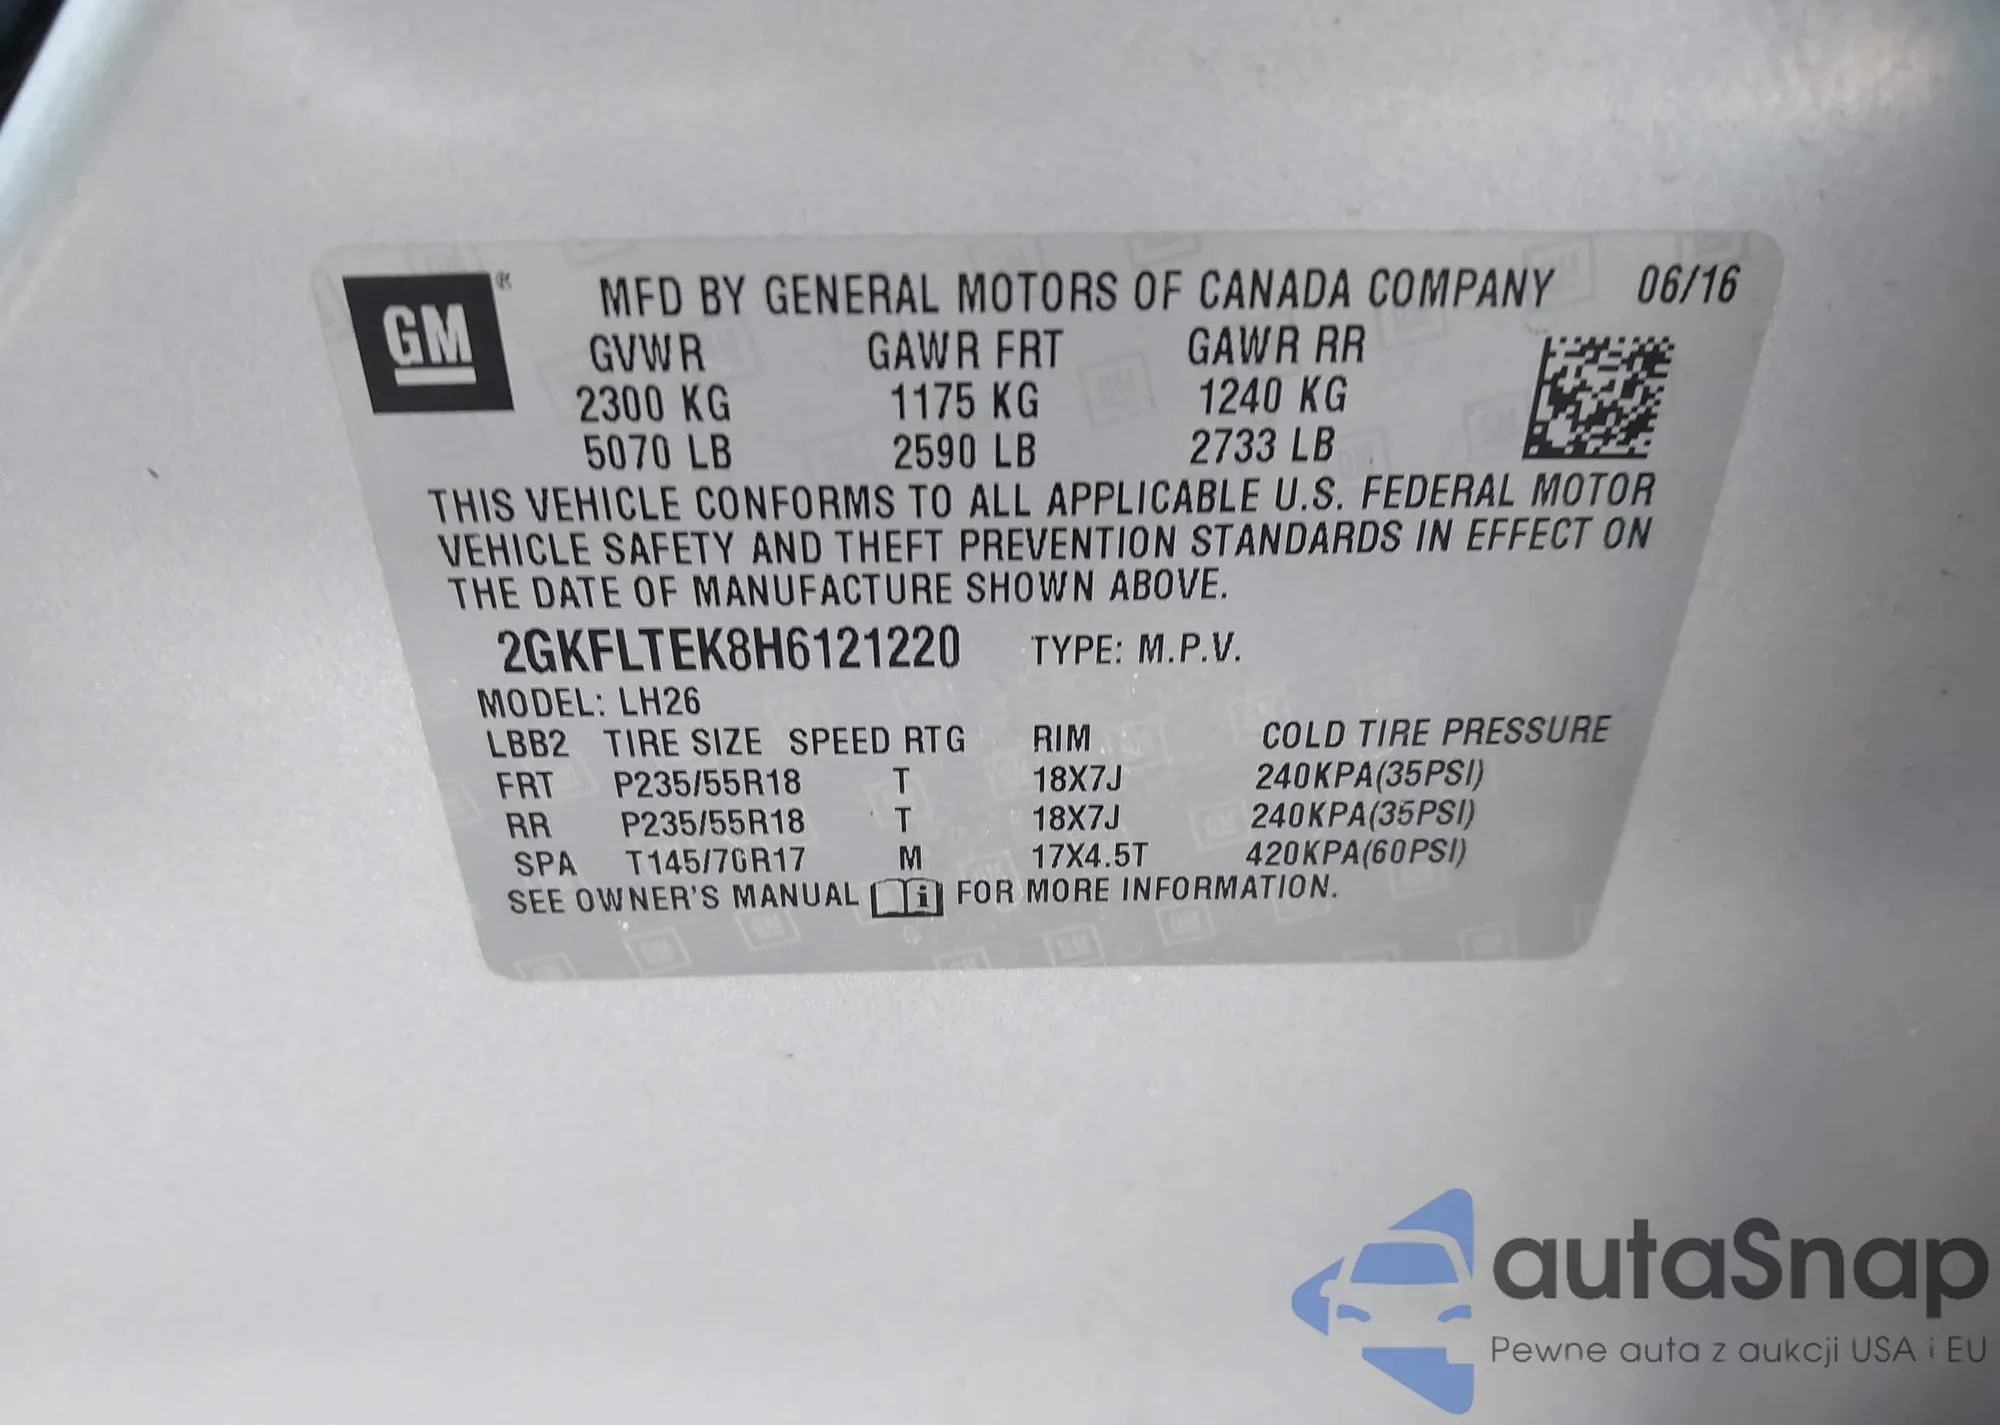 GM ® MFD BY GENERAL MOTORS OF CANADA COMPANY 06/16
GVWR GAWR FRT GAWR RR
2300 KG 1175 KG 1240 KG
5070 LB 2590 LB 2733 LB
THIS VEHICLE CONFORMS TO ALL APPLICABLE U.S. FEDERAL MOTOR
VEHICLE SAFETY AND THEFT PREVENTION STANDARDS IN EFFECT ON
THE DATE OF MANUFACTURE SHOWN ABOVE.
2GKFLTEK8H6121220 TYPE: M.P.V.
MODEL: LH26
LBB2 TIRE SIZE SPEED RTG RIM COLD TIRE PRESSURE
FRT P235/55R18 T 18X7J 240KPA(35PSI)
RR P235/55R18 T 18X7J 240KPA(35PSI)
SPA T145/70R17 M 17X4.5T 420KPA(60PSI)
SEE OWNER'S MANUAL i FOR MORE INFORMATION.
autaSnap
Pewne auta z aukcji USA i EU